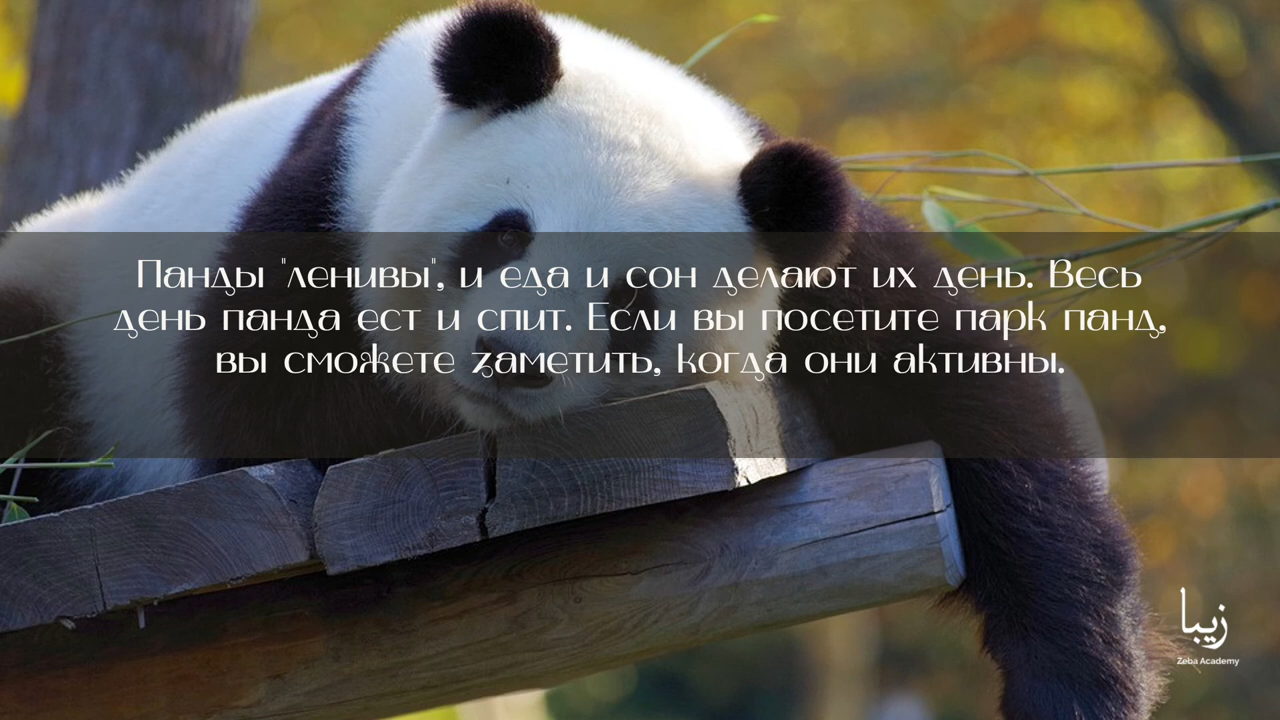 Панды "ленивы", и еда и сон делают их день. Весь
день панда ест и спит. Если вы посетите парк панд,
вы сможете заметить, когда они активны.
زیبا
Zeba Academy